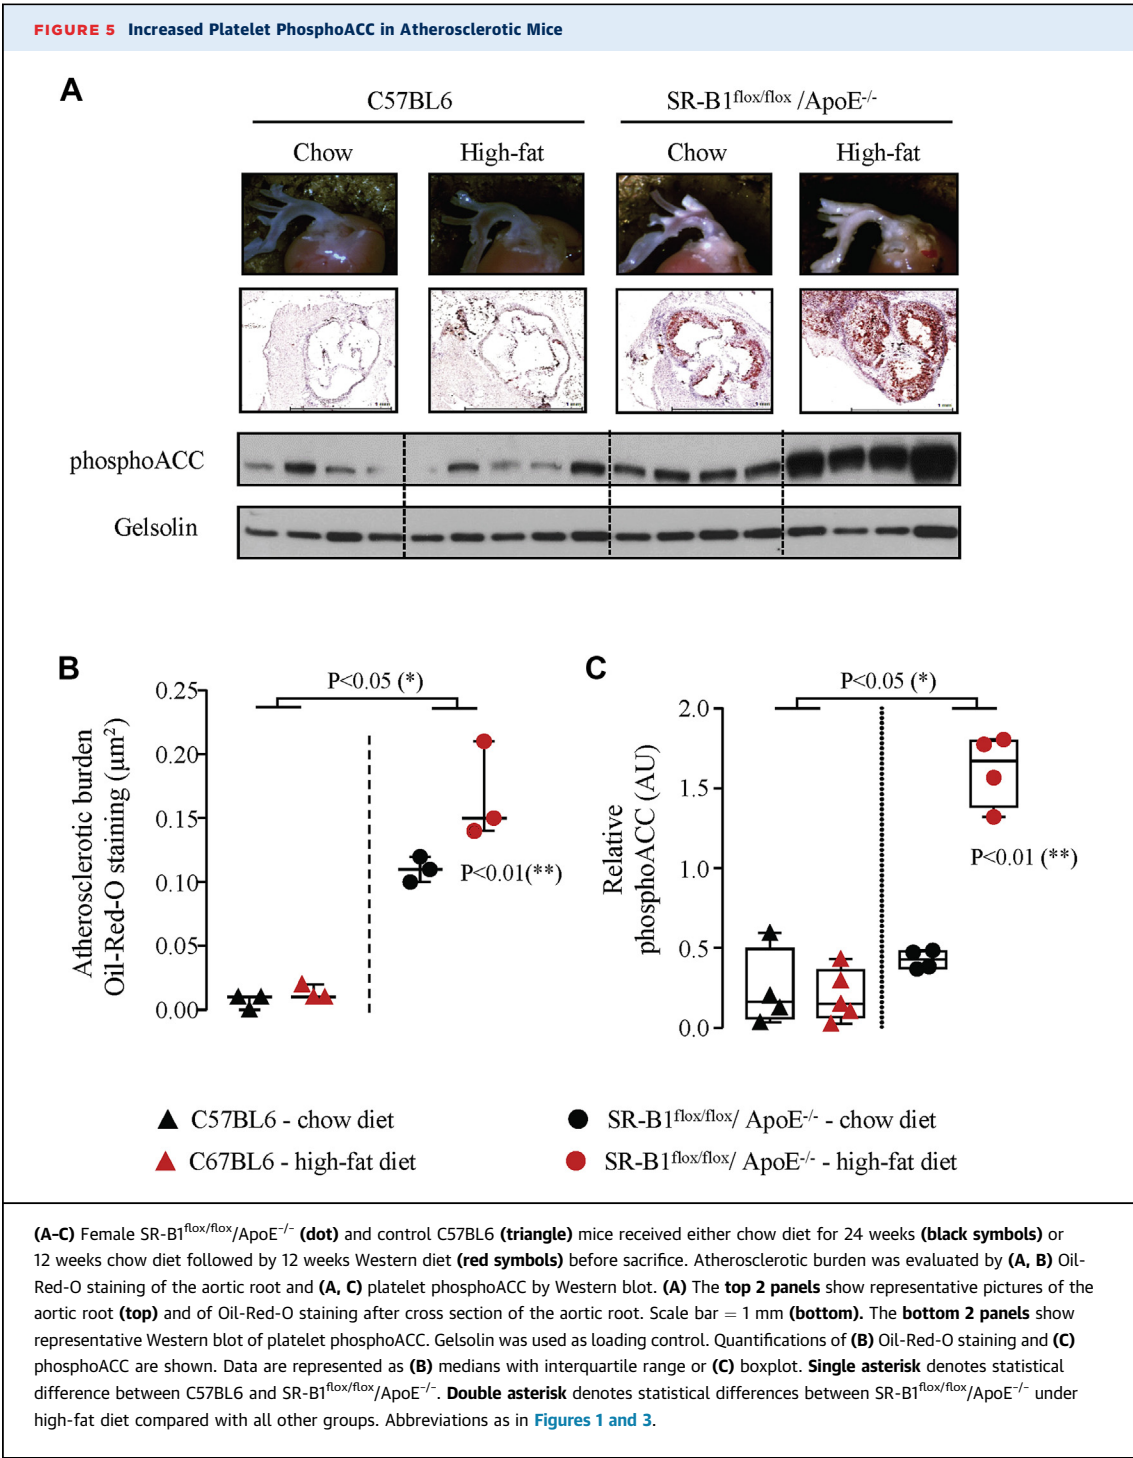 FIGURE 5 Increased Platelet PhosphoACC in Atherosclerotic Mice
A
C57BL6
SR-B1flox/flox /ApoE-/-
Chow
High-fat
Chow
High-fat
1 mm
1 mm
1 mm
1 mm
phosphoACC
Gelsolin
B
Atherosclerotic burden
Oil-Red-O staining (µm2)
P<0.05 (*)
0.25
0.20
0.15
0.10
0.05
0.00
P<0.01(**)
C
Relative
phosphoACC (AU)
P<0.05 (*)
2.0
1.5
1.0
0.5
0.0
P<0.01 (**)
C57BL6 - chow diet
SR-B1flox/flox/ ApoE-/- - chow diet
C67BL6 - high-fat diet
SR-B1flox/flox/ ApoE-/- - high-fat diet
(A–C) Female SR-B1flox/flox/ApoE−/− (dot) and control C57BL6 (triangle) mice received either chow diet for 24 weeks (black symbols) or
12 weeks chow diet followed by 12 weeks Western diet (red symbols) before sacrifice. Atherosclerotic burden was evaluated by (A, B) Oil-
Red-O staining of the aortic root and (A, C) platelet phosphoACC by Western blot. (A) The top 2 panels show representative pictures of the
aortic root (top) and of Oil-Red-O staining after cross section of the aortic root. Scale bar = 1 mm (bottom). The bottom 2 panels show
representative Western blot of platelet phosphoACC. Gelsolin was used as loading control. Quantifications of (B) Oil-Red-O staining and (C)
phosphoACC are shown. Data are represented as (B) medians with interquartile range or (C) boxplot. Single asterisk denotes statistical
difference between C57BL6 and SR-B1flox/flox/ApoE−/−. Double asterisk denotes statistical differences between SR-B1flox/flox/ApoE−/− under
high-fat diet compared with all other groups. Abbreviations as in Figures 1 and 3.